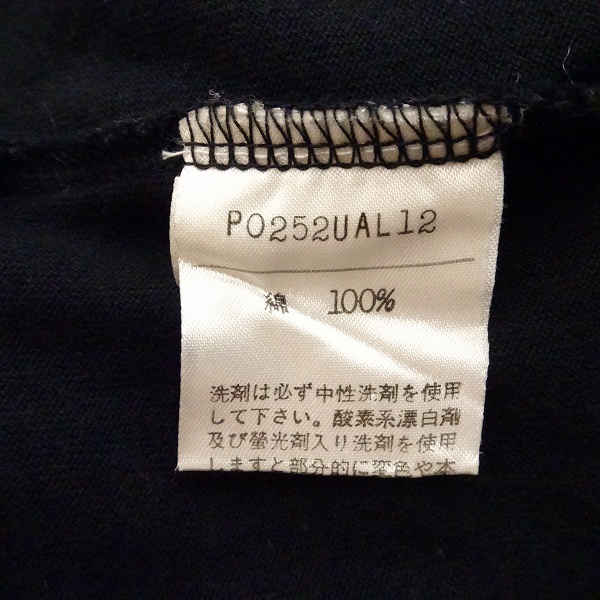 PO252UAL12
綿 100%
洗剤は必ず中性洗剤を使用
して下さい。酸素系漂白剤
及び螢光剤入り洗剤を使用
しますと部分的に変色や本